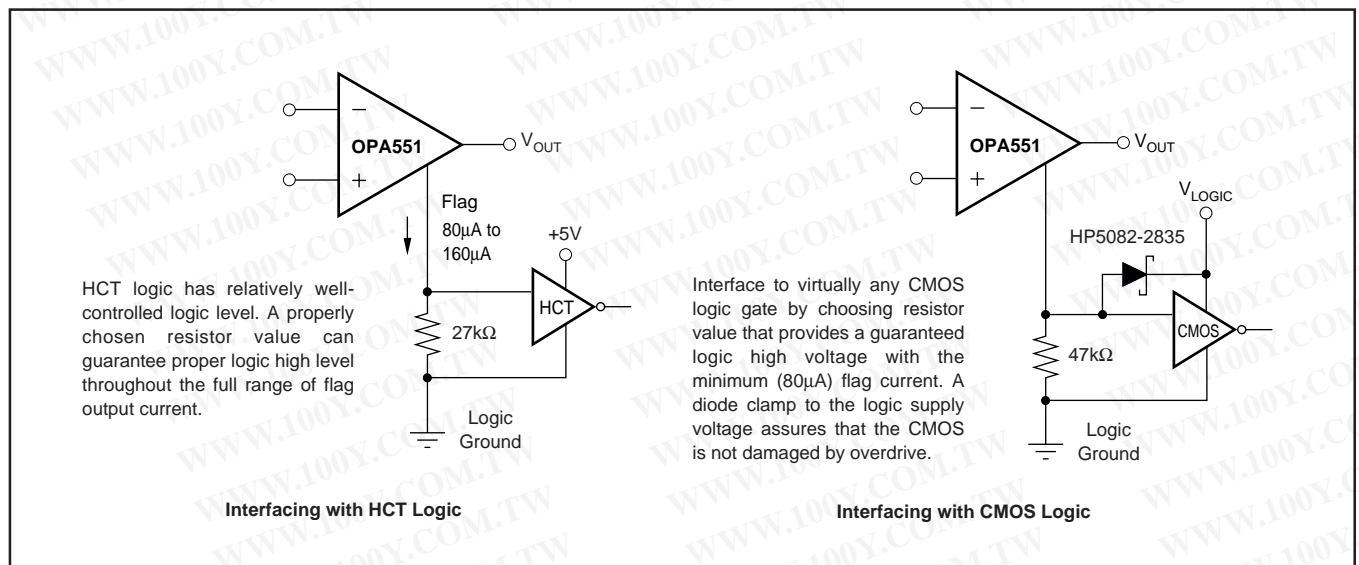 OPA551
−
+
V_OUT
Flag
80µA to
160µA
+5V
HCT
27kΩ
Logic
Ground
HCT logic has relatively well-
controlled logic level. A properly
chosen resistor value can
guarantee proper logic high level
throughout the full range of flag
output current.
Interfacing with HCT Logic
OPA551
−
+
V_OUT
V_LOGIC
HP5082-2835
CMOS
47kΩ
Logic
Ground
Interface to virtually any CMOS
logic gate by choosing resistor
value that provides a guaranteed
logic high voltage with the
minimum (80µA) flag current. A
diode clamp to the logic supply
voltage assures that the CMOS
is not damaged by overdrive.
Interfacing with CMOS Logic
WWW.100Y.COM.TW